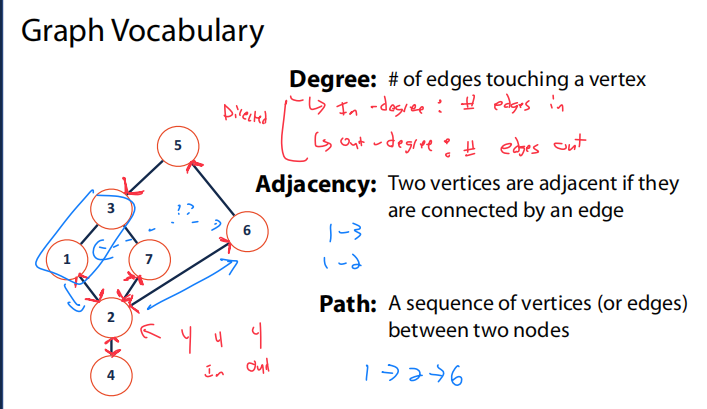 Graph Vocabulary
Degree: # of edges touching a vertex
Directed
↳ In-degree: # edges in
↳ out-degree: # edges out
Adjacency: Two vertices are adjacent if they
are connected by an edge
1-3
1-2
Path: A sequence of vertices (or edges)
between two nodes
1→2→6
5
3
!?
6
1
7
2
4 4 4
In out
4